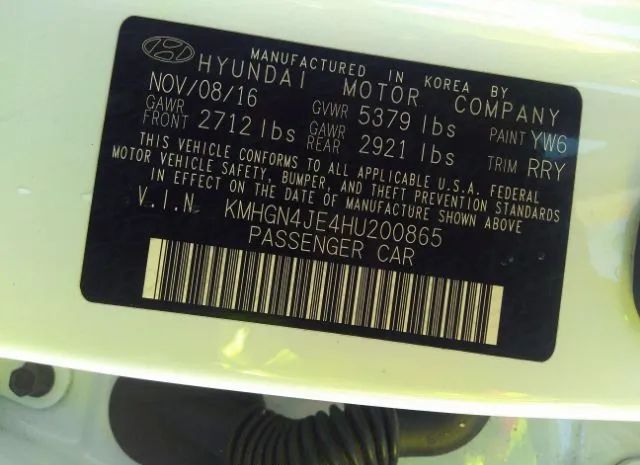 MANUFACTURED IN KOREA BY
HYUNDAI MOTOR COMPANY
NOV/08/16 GVWR 5379 lbs PAINT YW6
GAWR FRONT 2712 lbs GAWR REAR 2921 lbs TRIM RRY
THIS VEHICLE CONFORMS TO ALL APPLICABLE U.S.A. FEDERAL
MOTOR VEHICLE SAFETY, BUMPER, AND THEFT PREVENTION STANDARDS
IN EFFECT ON THE DATE OF MANUFACTURE SHOWN ABOVE
V.I.N. KMHGN4JE4HU200865
PASSENGER CAR